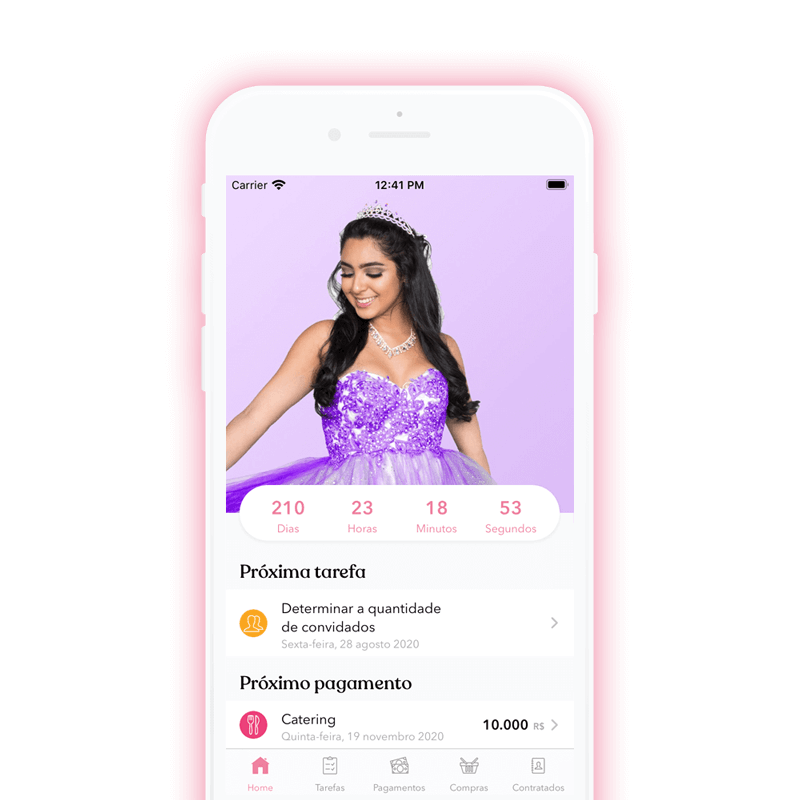 Carrier 12:41 PM
210 23 18 53
Dias Horas Minutos Segundos
Próxima tarefa
Determinar a quantidade
de convidados
Sexta-feira, 28 agosto 2020
Próximo pagamento
Catering 10.000 R$
Quinta-feira, 19 novembro 2020
Home Tarefas Pagamentos Compras Contratados